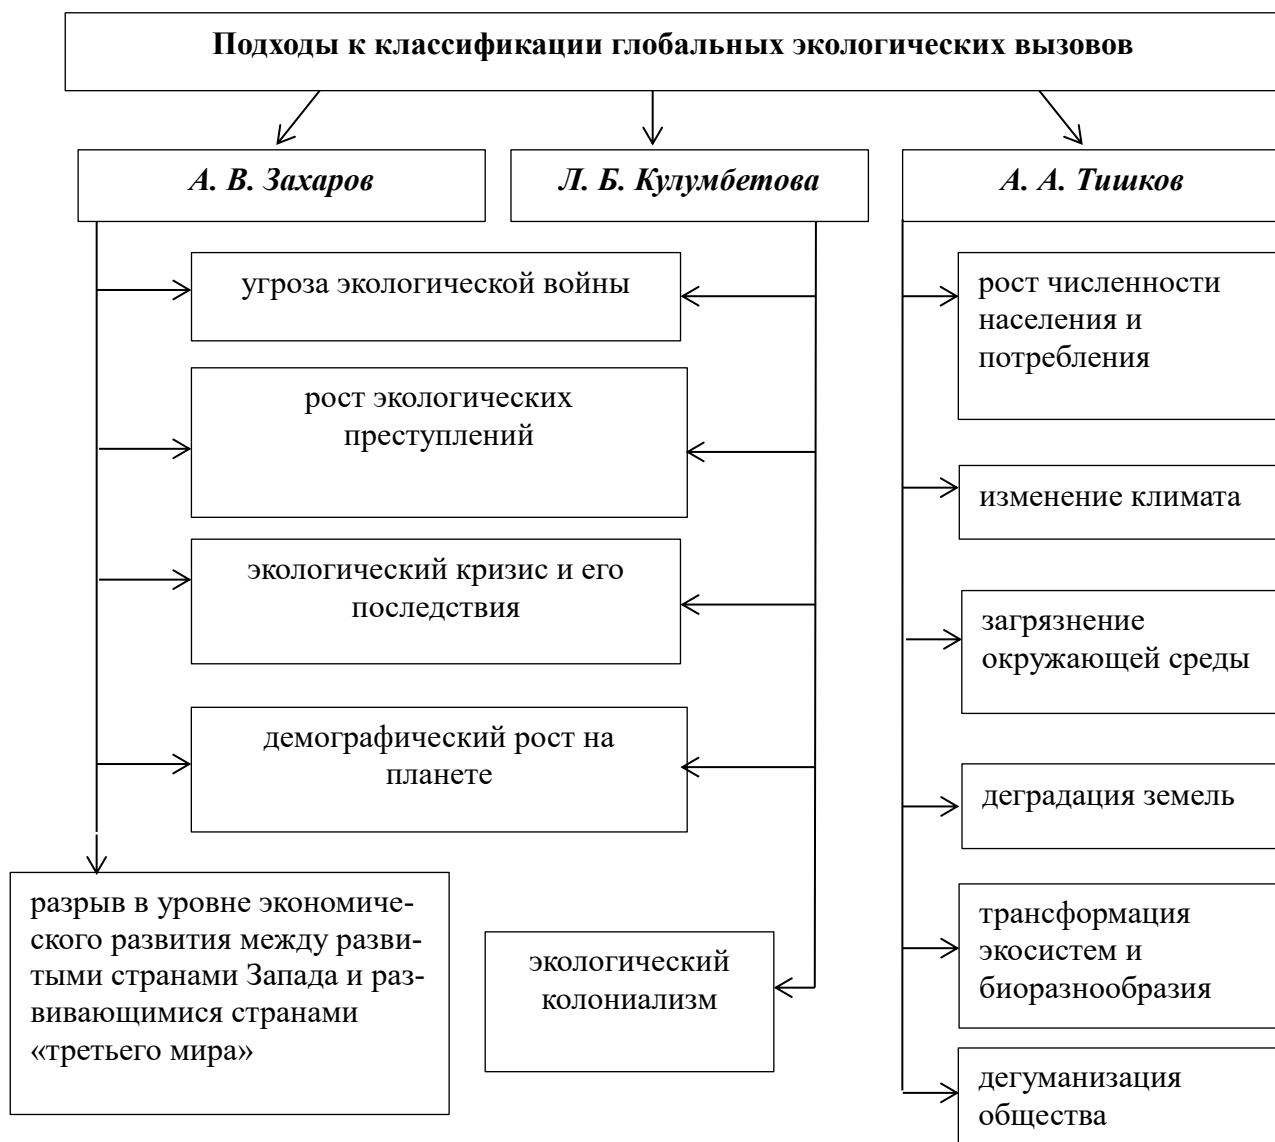 Подходы к классификации глобальных экологических вызовов
А. В. Захаров
Л. Б. Кулумбетова
А. А. Тишков
угроза экологической войны
рост экологических
преступлений
экологический кризис и его
последствия
демографический рост на
планете
разрыв в уровне экономиче-
ского развития между разви-
тыми странами Запада и раз-
вивающимися странами
«третьего мира»
экологический
колониализм
рост численности
населения и
потребления
изменение климата
загрязнение
окружающей среды
деградация земель
трансформация
экосистем и
биоразнообразия
дегуманизация
общества